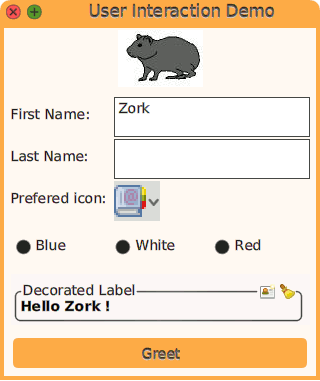 User Interaction Demo
First Name:
Zork
Last Name:
Prefered icon:
Blue
White
Red
Decorated Label
Hello Zork !
Greet